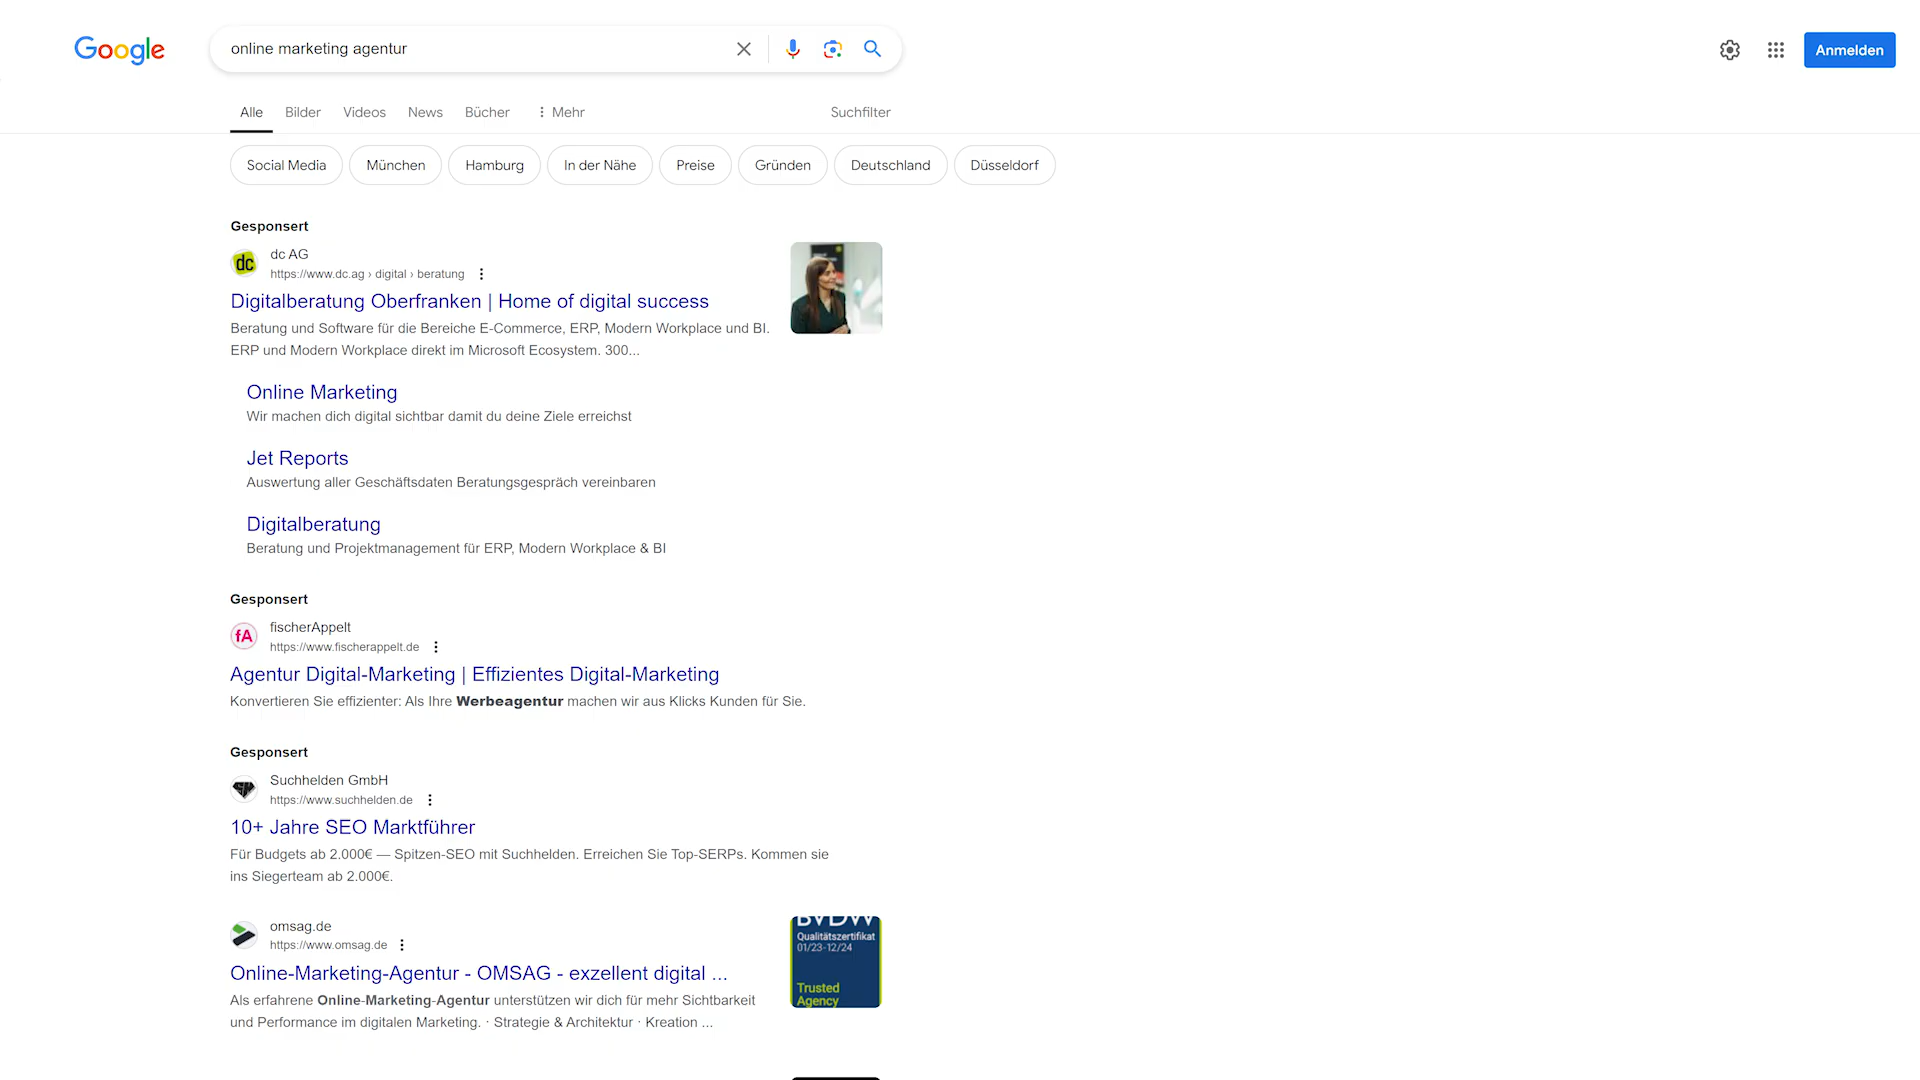 Google
online marketing agentur
Anmelden
Alle
Bilder
Videos
News
Bücher
Mehr
Suchfilter
Social Media
München
Hamburg
In der Nähe
Preise
Gründen
Deutschland
Düsseldorf
Gesponsert
dc
dc AG
https://www.dc.ag › digital › beratung
Digitalberatung Oberfranken | Home of digital success
Beratung und Software für die Bereiche E-Commerce, ERP, Modern Workplace und BI.
ERP und Modern Workplace direkt im Microsoft Ecosystem. 300...
Online Marketing
Wir machen dich digital sichtbar damit du deine Ziele erreichst
Jet Reports
Auswertung aller Geschäftsdaten Beratungsgespräch vereinbaren
Digitalberatung
Beratung und Projektmanagement für ERP, Modern Workplace & BI
Gesponsert
fA
fischerAppelt
https://www.fischerappelt.de
Agentur Digital-Marketing | Effizientes Digital-Marketing
Konvertieren Sie effizienter: Als Ihre Werbeagentur machen wir aus Klicks Kunden für Sie.
Gesponsert
Suchhelden GmbH
https://www.suchhelden.de
10+ Jahre SEO Marktführer
Für Budgets ab 2.000€ — Spitzen-SEO mit Suchhelden. Erreichen Sie Top-SERPs. Kommen sie
ins Siegerteam ab 2.000€.
omsag.de
https://www.omsag.de
Online-Marketing-Agentur - OMSAG - exzellent digital ...
Als erfahrene Online-Marketing-Agentur unterstützen wir dich für mehr Sichtbarkeit
und Performance im digitalen Marketing. · Strategie & Architektur · Kreation ...
BVDW
Qualitätszertifikat
01/23-12/24
Trusted
Agency